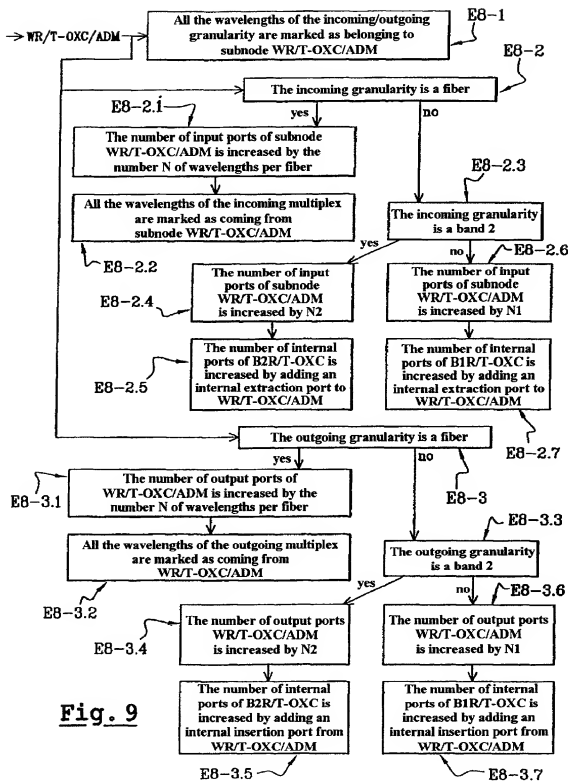 WR/T-OXC/ADM
All the wavelengths of the incoming/outgoing
granularity are marked as belonging to
subnode WR/T-OXC/ADM
E8-1
E8-2
The incoming granularity is a fiber
E8-2.1
yes
no
The number of input ports of subnode
WR/T-OXC/ADM is increased by the
number N of wavelengths per fiber
E8-2.3
All the wavelengths of the incoming multiplex
are marked as coming from
subnode WR/T-OXC/ADM
The incoming granularity
is a band 2
E8-2.2
yes
no
E8-2.6
The number of input
ports of subnode
WR/T-OXC/ADM
is increased by N2
E8-2.4
The number of input
ports of subnode
WR/T-OXC/ADM
is increased by N1
The number of internal
ports of B2R/T-OXC is
increased by adding an
internal extraction port to
WR/T-OXC/ADM
E8-2.5
The number of internal
ports of B1R/T-OXC is
increased by adding an
internal extraction port to
WR/T-OXC/ADM
E8-2.7
The outgoing granularity is a fiber
E8-3
E8-3.1
yes
no
The number of output ports of
WR/T-OXC/ADM is increased by the
number N of wavelengths per fiber
E8-3.3
All the wavelengths of the outgoing multiplex
are marked as coming from
WR/T-OXC/ADM
The outgoing granularity
is a band 2
E8-3.2
yes
no
E8-3.6
The number of output ports
WR/T-OXC/ADM
is increased by N2
E8-3.4
The number of output ports
WR/T-OXC/ADM
is increased by N1
The number of internal
ports of B2R/T-OXC is
increased by adding an
internal insertion port from
WR/T-OXC/ADM
E8-3.5
The number of internal
ports of B1R/T-OXC is
increased by adding an
internal insertion port from
WR/T-OXC/ADM
E8-3.7
Fig. 9